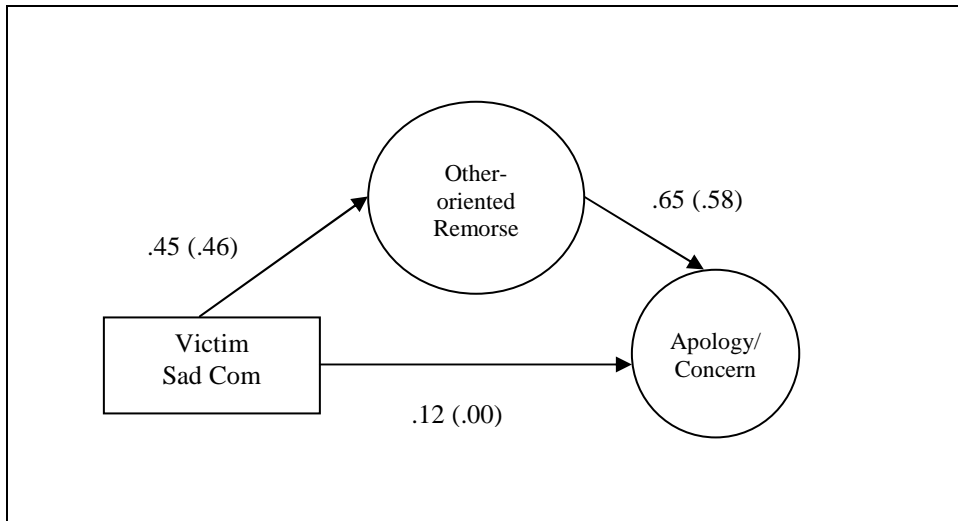 Other-
oriented
Remorse
.65 (.58)
.45 (.46)
Victim
Sad Com
Apology/
Concern
.12 (.00)